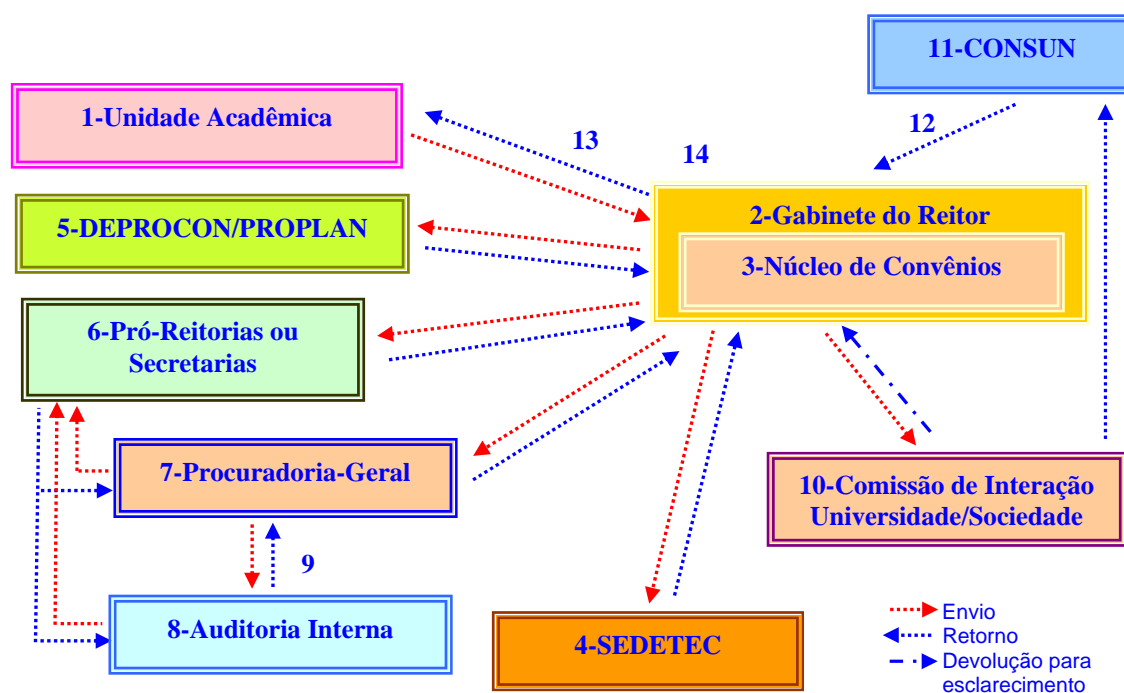 11-CONSUN
1-Unidade Acadêmica
12
13
14
5-DEPROCON/PROPLAN
2-Gabinete do Reitor
3-Núcleo de Convênios
6-Pró-Reitorias ou
Secretarias
7-Procuradoria-Geral
10-Comissão de Interação
Universidade/Sociedade
9
8-Auditoria Interna
4-SEDETEC
Envio
Retorno
Devolução para
esclarecimento